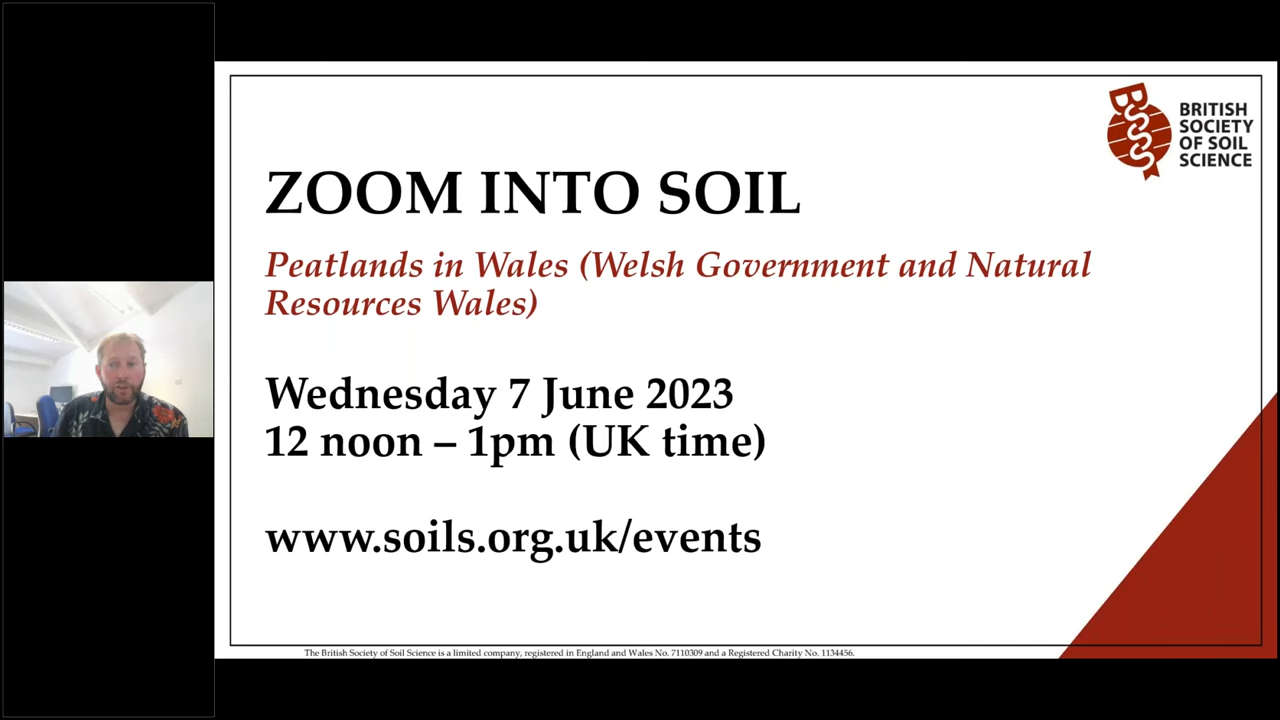 BSSS
BRITISH
SOCIETY
OF SOIL
SCIENCE
ZOOM INTO SOIL
Peatlands in Wales (Welsh Government and Natural
Resources Wales)
Wednesday 7 June 2023
12 noon – 1pm (UK time)
www.soils.org.uk/events
The British Society of Soil Science is a limited company, registered in England and Wales No. 7110309 and a Registered Charity No. 1134456.